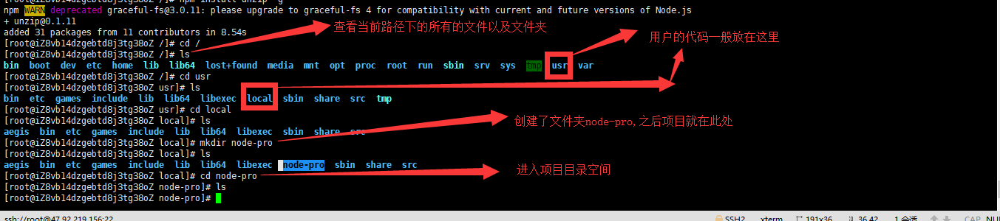 [root@iZ8vb14dzgebtd8j3tg38oZ /]# npm install unzip -g
npm WARN deprecated graceful-fs@3.0.11: please upgrade to graceful-fs 4 for compatibility with current and future versions of Node.js
+ unzip@0.1.11
added 31 packages from 11 contributors in 8.54s
查看当前路径下的所有的文件以及文件夹
用户的代码一般放在这里
[root@iZ8vb14dzgebtd8j3tg38oZ /]# cd /
[root@iZ8vb14dzgebtd8j3tg38oZ /]# ls
bin boot dev etc home lib lib64 lost+found media mnt opt proc root run sbin srv sys tmp usr var
[root@iZ8vb14dzgebtd8j3tg38oZ /]# cd usr
[root@iZ8vb14dzgebtd8j3tg38oZ usr]# ls
bin etc games include lib lib64 libexec local sbin share src tmp
[root@iZ8vb14dzgebtd8j3tg38oZ usr]# cd local
[root@iZ8vb14dzgebtd8j3tg38oZ local]# ls
创建了文件夹node-pro,之后项目就在此处
aegis bin etc games include lib lib64 libexec sbin share src
[root@iZ8vb14dzgebtd8j3tg38oZ local]# mkdir node-pro
[root@iZ8vb14dzgebtd8j3tg38oZ local]# ls
aegis bin etc games include lib lib64 libexec node-pro sbin share src
进入项目目录空间
[root@iZ8vb14dzgebtd8j3tg38oZ local]# cd node-pro
[root@iZ8vb14dzgebtd8j3tg38oZ node-pro]# ls
[root@iZ8vb14dzgebtd8j3tg38oZ node-pro]#
ssh://root@47.92.219.156:22 SSH2 xterm 191x36 36,42 1 会话 CAP NUM